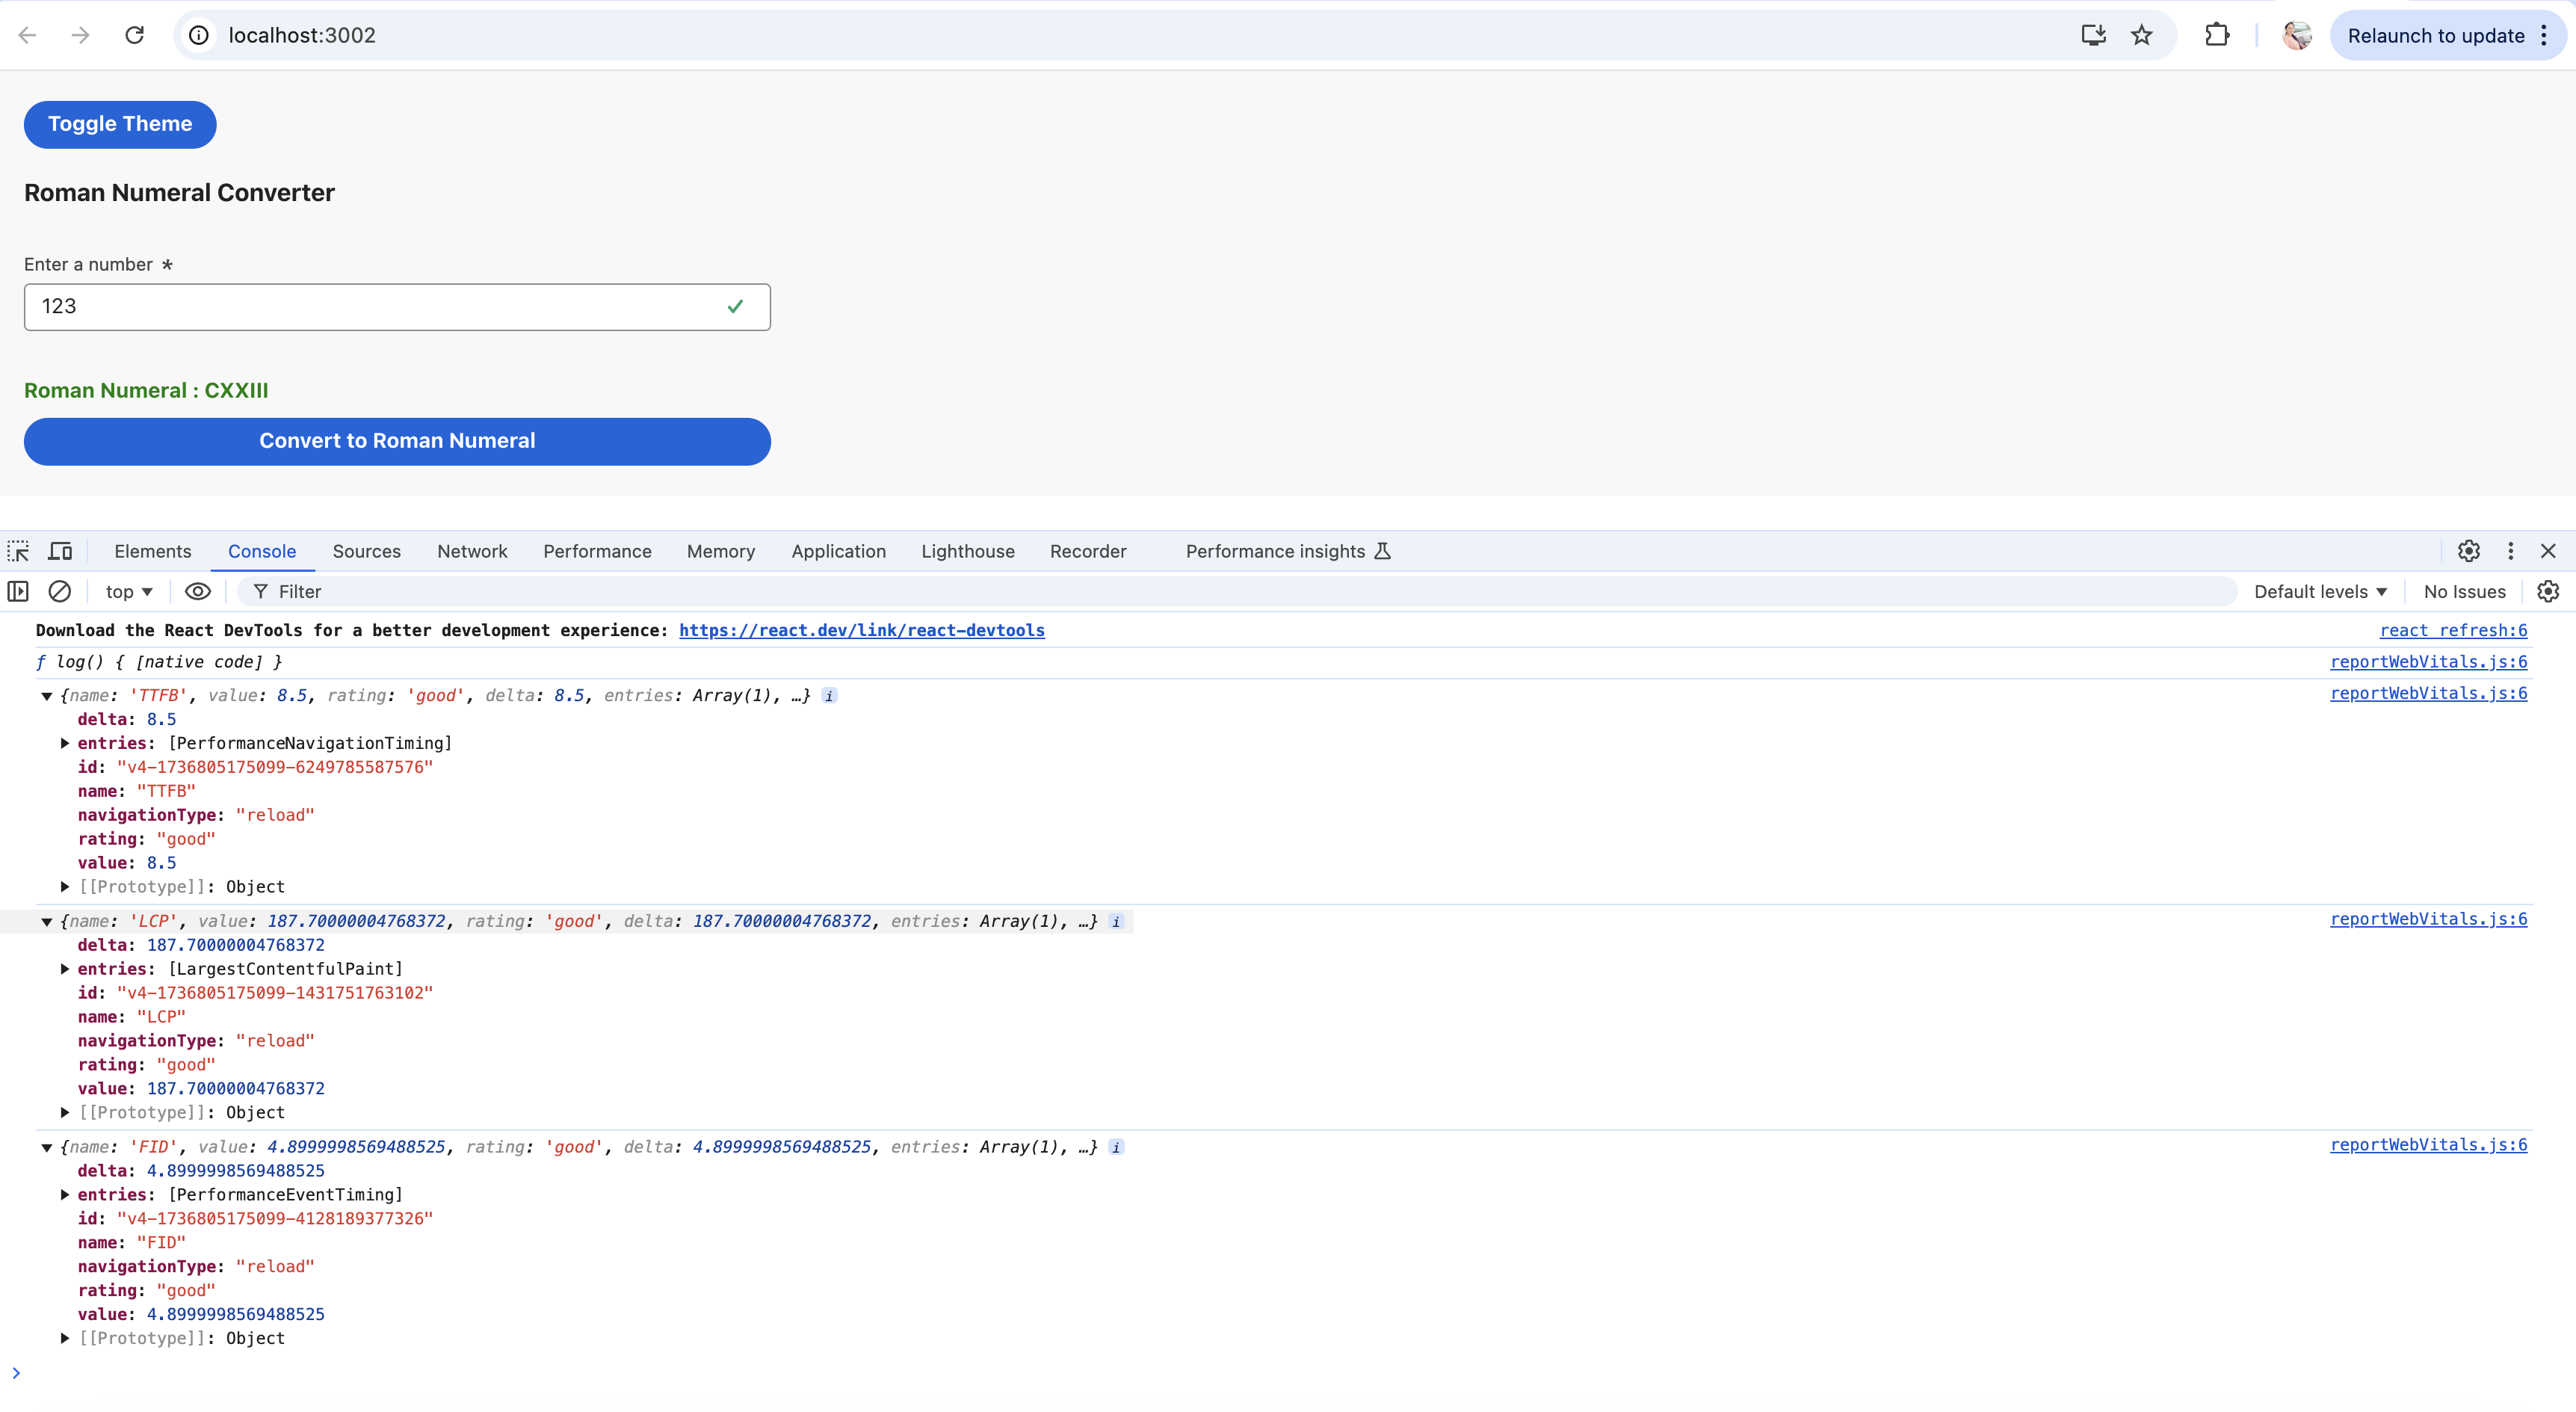 localhost:3002
Relaunch to update
Toggle Theme
Roman Numeral Converter
Enter a number *
123
Roman Numeral : CXXIII
Convert to Roman Numeral
Elements Console Sources Network Performance Memory Application Lighthouse Recorder Performance insights
top Filter Default levels No Issues
Download the React DevTools for a better development experience: https://react.dev/link/react-devtools react refresh:6
ƒ log() { [native code] } reportWebVitals.js:6
{name: 'TTFB', value: 8.5, rating: 'good', delta: 8.5, entries: Array(1), …} i reportWebVitals.js:6
delta: 8.5
entries: [PerformanceNavigationTiming]
id: "v4-1736805175099-6249785587576"
name: "TTFB"
navigationType: "reload"
rating: "good"
value: 8.5
[[Prototype]]: Object
{name: 'LCP', value: 187.70000004768372, rating: 'good', delta: 187.70000004768372, entries: Array(1), …} i reportWebVitals.js:6
delta: 187.70000004768372
entries: [LargestContentfulPaint]
id: "v4-1736805175099-1431751763102"
name: "LCP"
navigationType: "reload"
rating: "good"
value: 187.70000004768372
[[Prototype]]: Object
{name: 'FID', value: 4.8999998569488525, rating: 'good', delta: 4.8999998569488525, entries: Array(1), …} i reportWebVitals.js:6
delta: 4.8999998569488525
entries: [PerformanceEventTiming]
id: "v4-1736805175099-4128189377326"
name: "FID"
navigationType: "reload"
rating: "good"
value: 4.8999998569488525
[[Prototype]]: Object